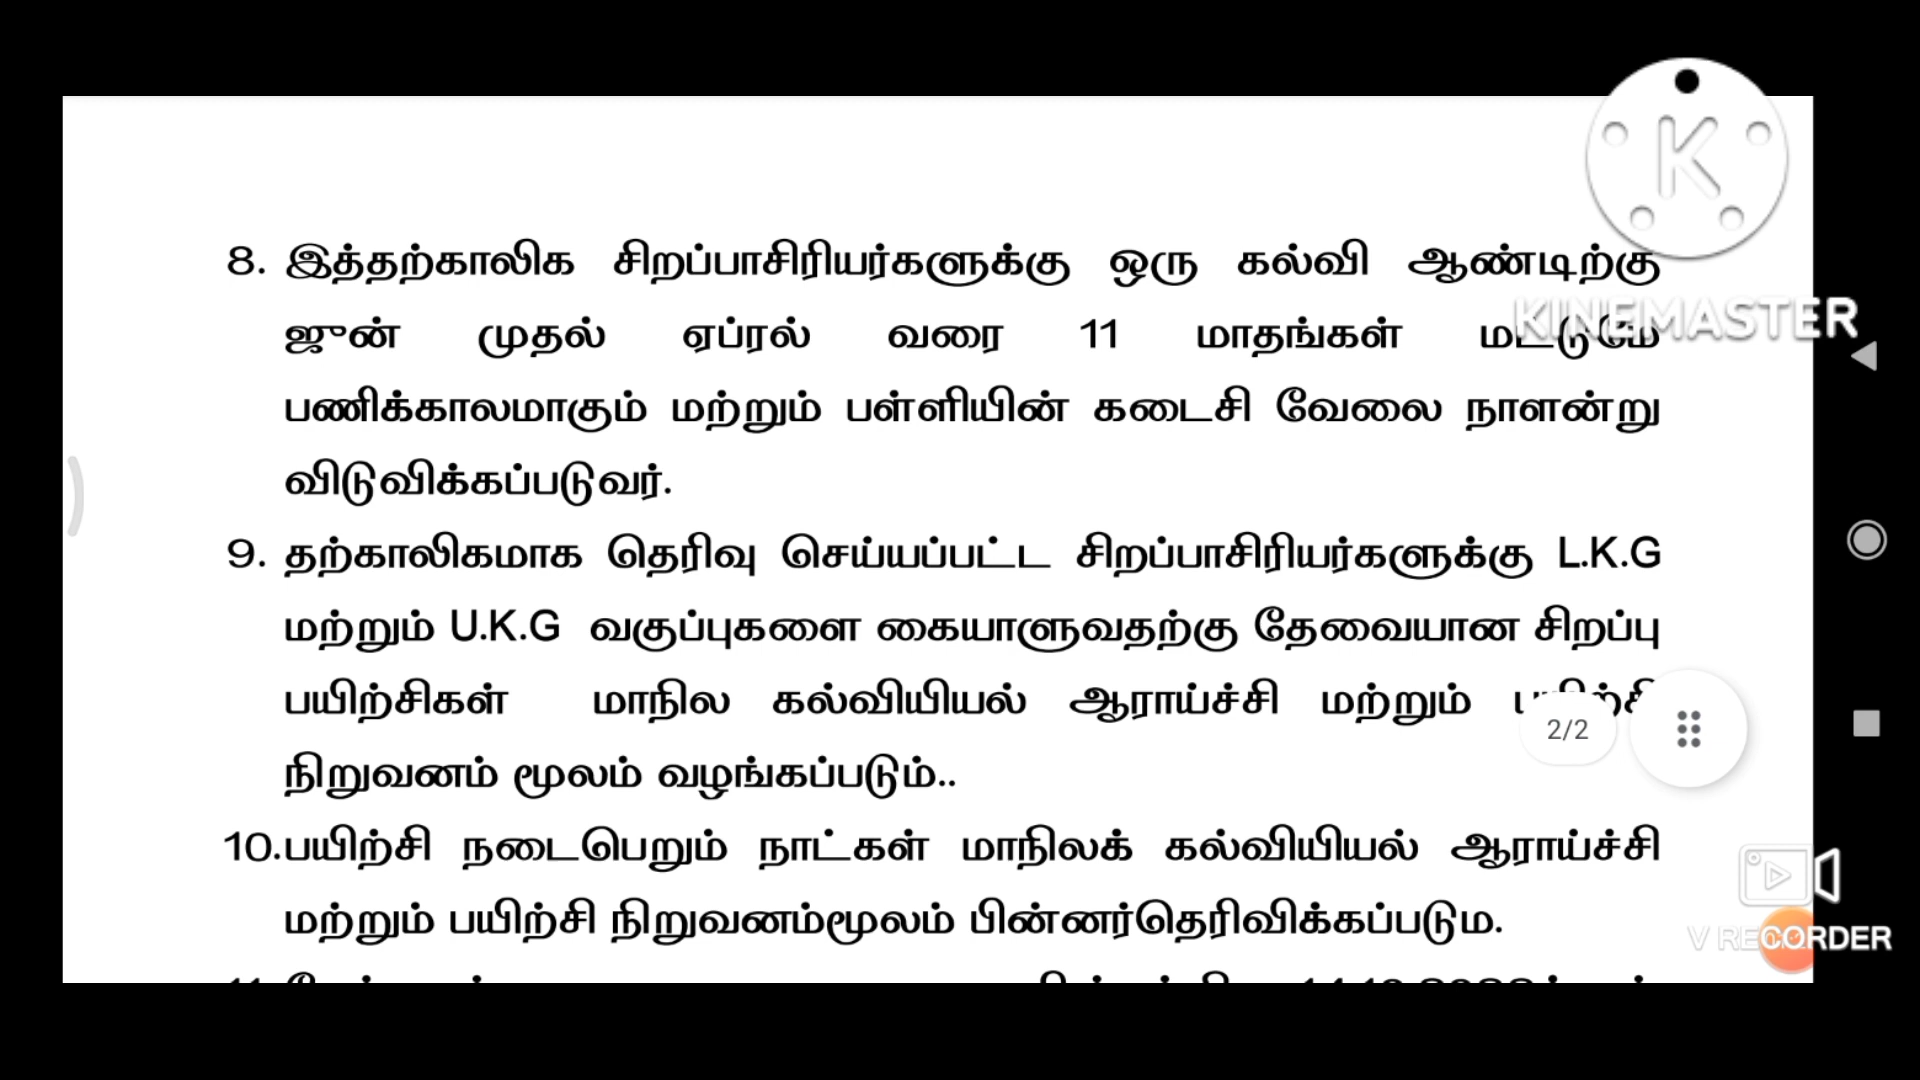 8. இத்தற்காலிக சிறப்பாசிரியர்களுக்கு ஒரு கல்வி ஆண்டிற்கு
ஜுன் முதல் ஏப்ரல் வரை 11 மாதங்கள் மட்டுமே
பணிக்காலமாகும் மற்றும் பள்ளியின் கடைசி வேலை நாளன்று
விடுவிக்கப்படுவர்.
9. தற்காலிகமாக தெரிவு செய்யப்பட்ட சிறப்பாசிரியர்களுக்கு L.K.G
மற்றும் U.K.G வகுப்புகளை கையாளுவதற்கு தேவையான சிறப்பு
பயிற்சிகள் மாநில கல்வியியல் ஆராய்ச்சி மற்றும்
நிறுவனம் மூலம் வழங்கப்படும்..
10.பயிற்சி நடைபெறும் நாட்கள் மாநிலக் கல்வியியல் ஆராய்ச்சி
மற்றும் பயிற்சி நிறுவனம்மூலம் பின்னர்தெரிவிக்கப்படும.
K
KINEMASTER
2/2
V RECORDER